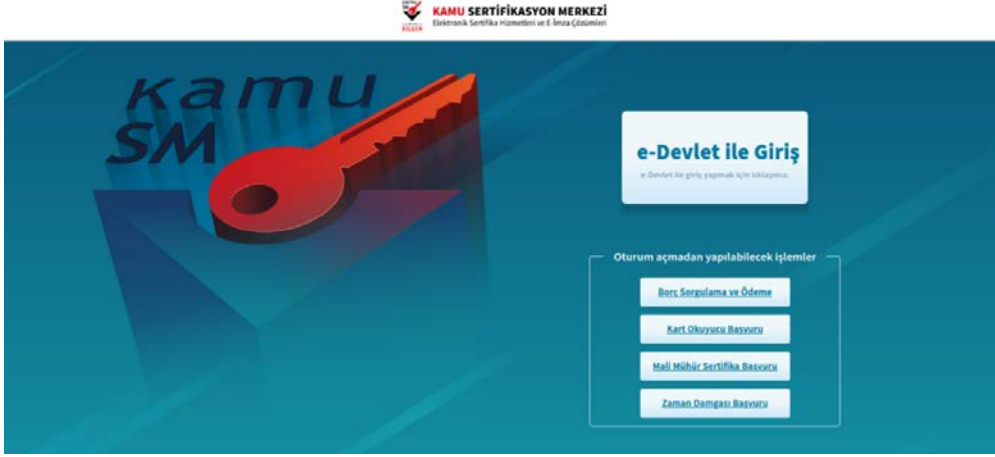 KAMU SERTİFİKASYON MERKEZİ
Elektronik Sertifika Hizmetleri ve E-İmza Çözümleri
BİLGEM
Kamu
SM
e-Devlet ile Giriş
e-Devlet ile giriş yapmak için tıklayınız.
Oturum açmadan yapılabilecek işlemler
Borç Sorgulama ve Ödeme
Kart Okuyucu Başvuru
Mali Mühür Sertifika Başvuru
Zaman Damgası Başvuru